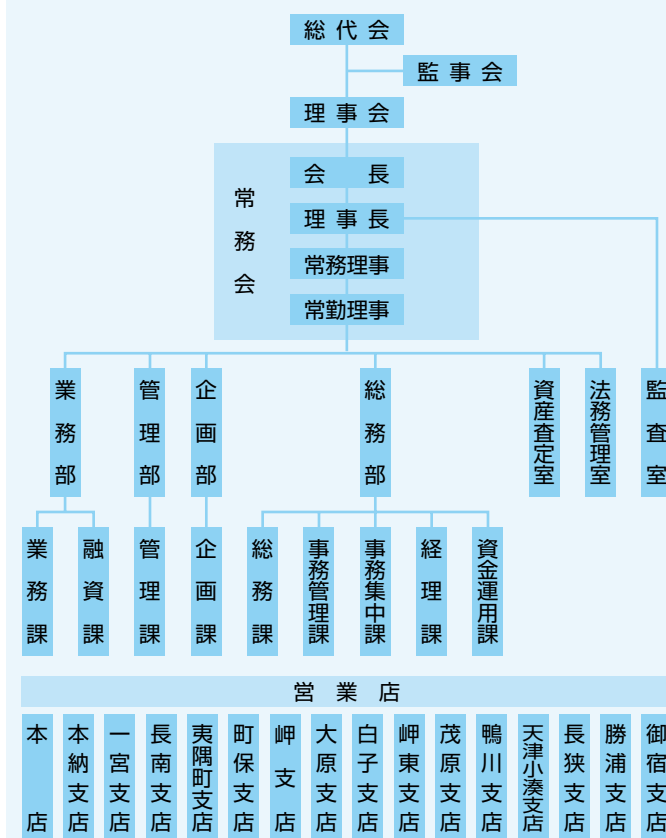 総代会
監事会
理事会
常務会
会長
理事長
常務理事
常勤理事
業務部
管理部
企画部
総務部
資産査定室
法務管理室
監査室
業務課
融資課
管理課
企画課
総務課
事務管理課
事務集中課
経理課
資金運用課
営業店
本店
本納支店
一宮支店
長南支店
夷隅町支店
町保支店
岬支店
大原支店
白子支店
岬東支店
茂原支店
鴨川支店
天津小湊支店
長狭支店
勝浦支店
御宿支店